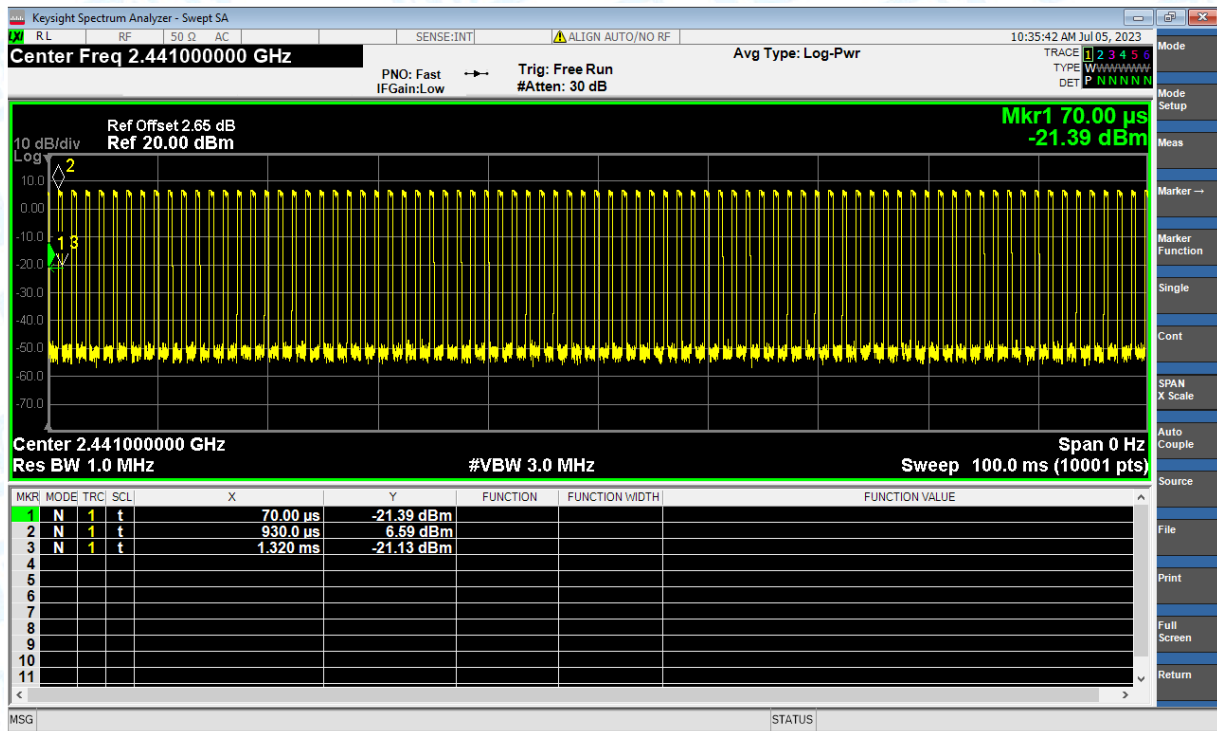 Keysight Spectrum Analyzer - Swept SA
LXI RL RF 50 Ω AC SENSE:INT ALIGN AUTO/NO RF 10:35:42 AM Jul 05, 2023
Center Freq 2.441000000 GHz
Avg Type: Log-Pwr
TRACE 1 2 3 4 5 6
TYPE WWWWWW
DET P N N N N N
PNO: Fast Trig: Free Run
IFGain:Low #Atten: 30 dB
Mkr1 70.00 µs
-21.39 dBm
Ref Offset 2.65 dB
10 dB/div Ref 20.00 dBm
Log
2
10.0
0.00
-10.0
1 3
-20.0
-30.0
-40.0
-50.0
-60.0
-70.0
Center 2.441000000 GHz Span 0 Hz
Res BW 1.0 MHz #VBW 3.0 MHz Sweep 100.0 ms (10001 pts)
MKR MODE TRC SCL X Y FUNCTION FUNCTION WIDTH FUNCTION VALUE
1 N 1 t 70.00 µs -21.39 dBm
2 N 1 t 930.0 µs 6.59 dBm
3 N 1 t 1.320 ms -21.13 dBm
4
5
6
7
8
9
10
11
MSG STATUS
Mode
Mode
Setup
Meas
Marker →
Marker
Function
Single
Cont
SPAN
X Scale
Auto
Couple
Source
File
Print
Full
Screen
Return